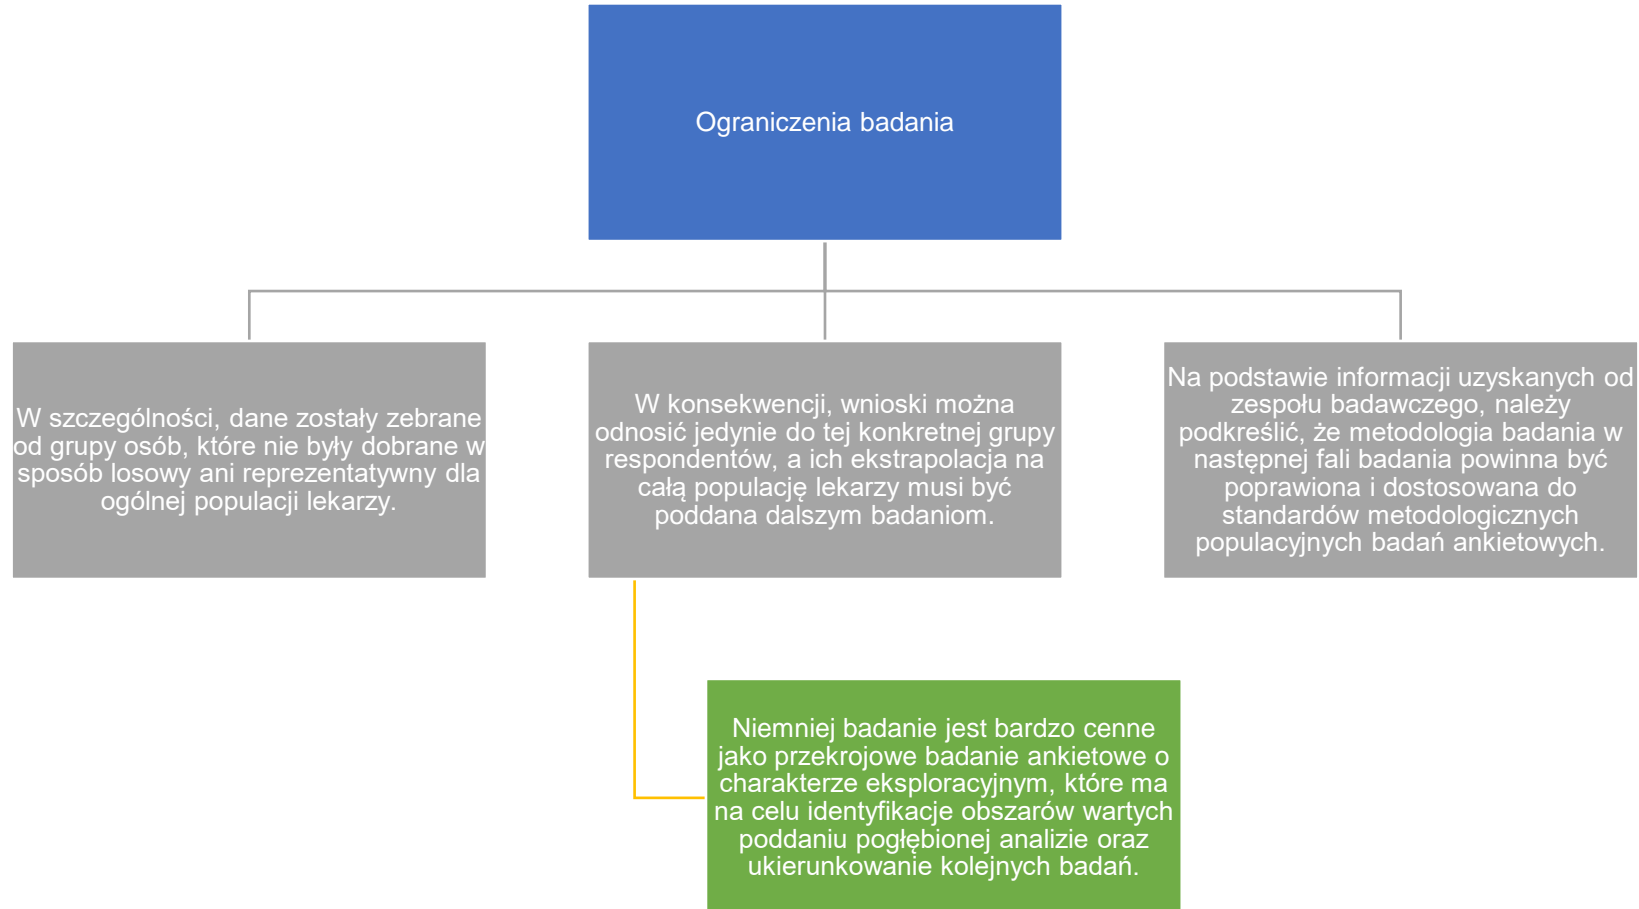 Ograniczenia badania
W szczególności, dane zostały zebrane
od grupy osób, które nie były dobrane w
sposób losowy ani reprezentatywny dla
ogólnej populacji lekarzy.
W konsekwencji, wnioski można
odnosić jedynie do tej konkretnej grupy
respondentów, a ich ekstrapolacja na
całą populację lekarzy musi być
poddana dalszym badaniom.
Na podstawie informacji uzyskanych od
zespołu badawczego, należy
podkreślić, że metodologia badania w
następnej fali badania powinna być
poprawiona i dostosowana do
standardów metodologicznych
populacyjnych badań ankietowych.
Niemniej badanie jest bardzo cenne
jako przekrojowe badanie ankietowe o
charakterze eksploracyjnym, które ma
na celu identyfikacje obszarów wartych
poddaniu pogłębionej analizie oraz
ukierunkowanie kolejnych badań.